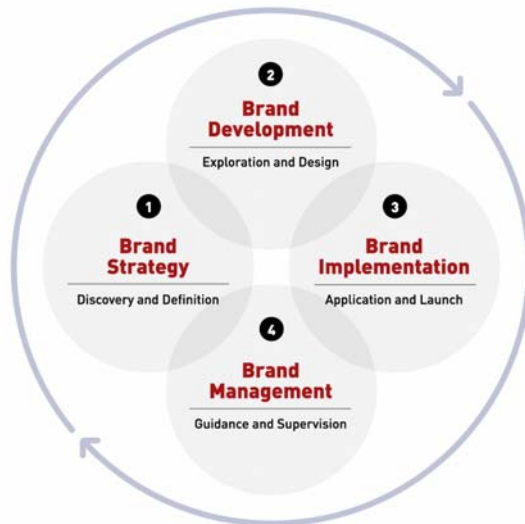 1
Brand
Strategy
Discovery and Definition
2
Brand
Development
Exploration and Design
3
Brand
Implementation
Application and Launch
4
Brand
Management
Guidance and Supervision